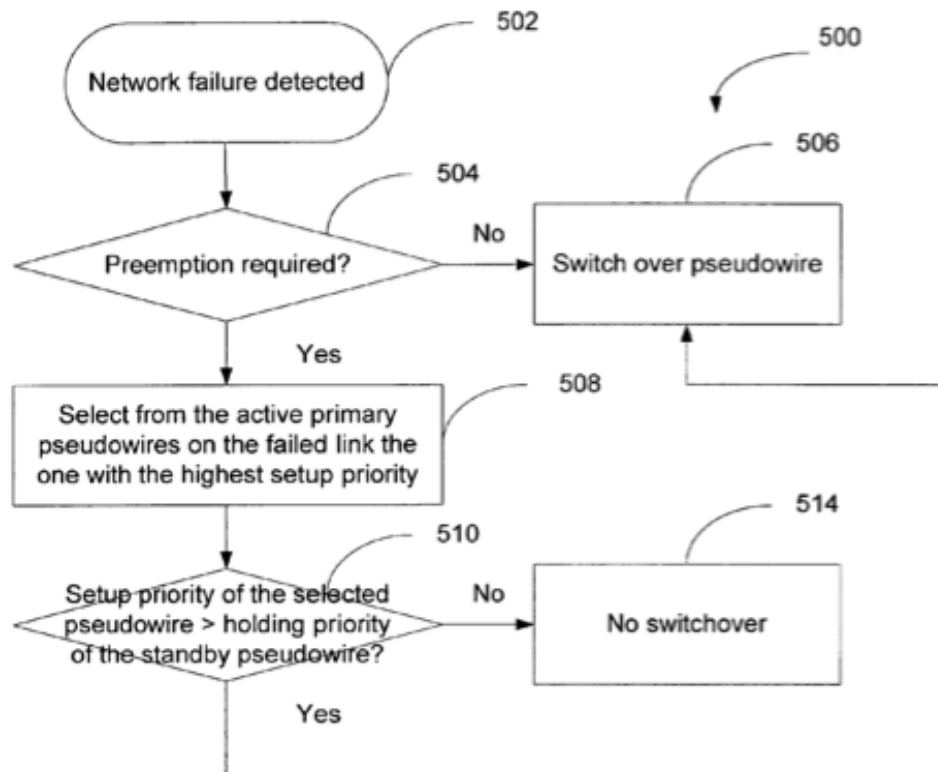 502
Network failure detected
500
506
504
No
Preemption required?
Switch over pseudowire
Yes
508
Select from the active primary
pseudowires on the failed link the
one with the highest setup priority
514
510
Setup priority of the selected
pseudowire > holding priority
of the standby pseudowire?
No
No switchover
Yes